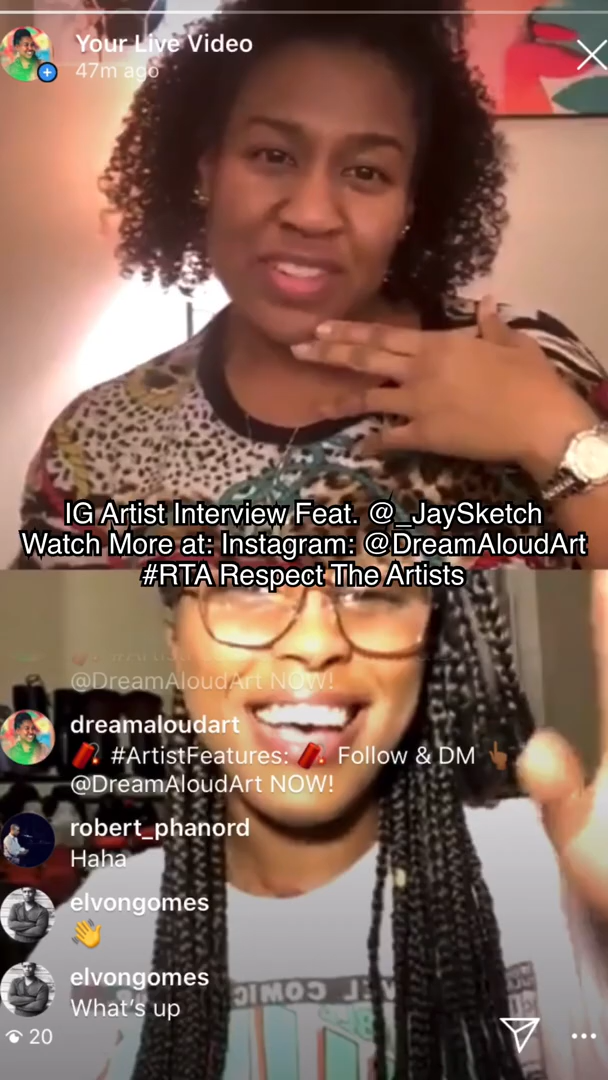 Your Live Video
47m ago
IG Artist Interview Feat. @_JaySketch
Watch More at: Instagram: @DreamAloudArt
#RTA Respect The Artists
@DreamAloudArt NOW!
dreamaloudart
🧨 #ArtistFeatures: 🧨 Follow & DM 👆🏾
@DreamAloudArt NOW!
robert_phanord
Haha
elvongomes
👋
elvongomes
What's up
20